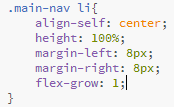 .main-nav li{
align-self: center;
height: 100%;
margin-left: 8px;
margin-right: 8px;
flex-grow: 1;
}